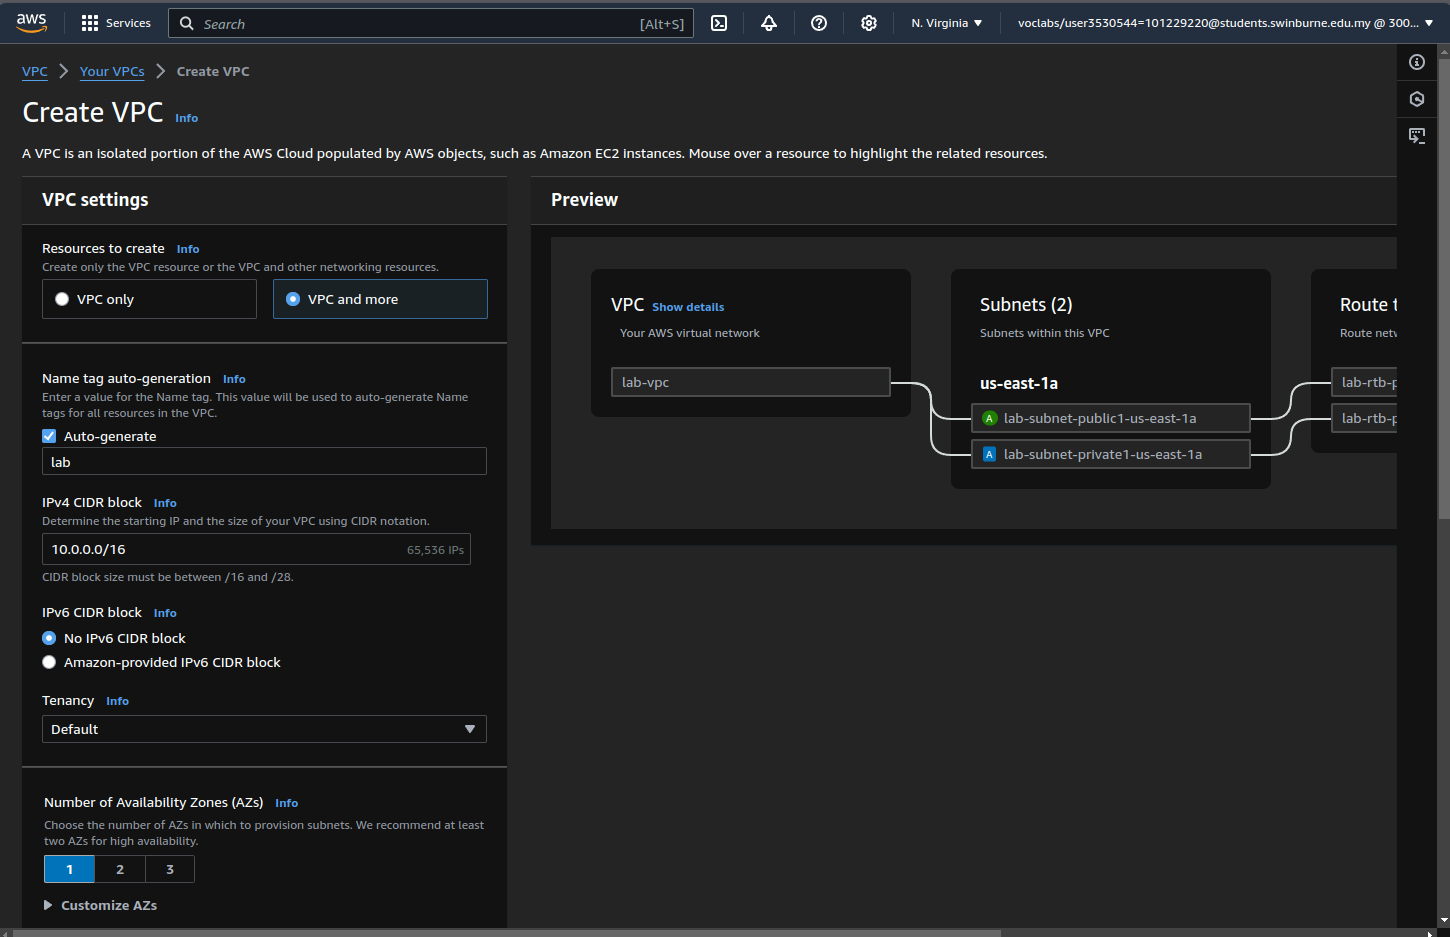 aws
Services
Search
[Alt+S]
N. Virginia
voclabs/user3530544=101229220@students.swinburne.edu.my @ 300...
VPC
Your VPCs
Create VPC
Create VPC
Info
A VPC is an isolated portion of the AWS Cloud populated by AWS objects, such as Amazon EC2 instances. Mouse over a resource to highlight the related resources.
VPC settings
Resources to create
Info
Create only the VPC resource or the VPC and other networking resources.
VPC only
VPC and more
Name tag auto-generation
Info
Enter a value for the Name tag. This value will be used to auto-generate Name
tags for all resources in the VPC.
Auto-generate
lab
IPv4 CIDR block
Info
Determine the starting IP and the size of your VPC using CIDR notation.
10.0.0.0/16
65,536 IPs
CIDR block size must be between /16 and /28.
IPv6 CIDR block
Info
No IPv6 CIDR block
Amazon-provided IPv6 CIDR block
Tenancy
Info
Default
Number of Availability Zones (AZs)
Info
Choose the number of AZs in which to provision subnets. We recommend at least
two AZs for high availability.
1
2
3
Customize AZs
Preview
VPC
Show details
Your AWS virtual network
lab-vpc
Subnets (2)
Subnets within this VPC
us-east-1a
A
lab-subnet-public1-us-east-1a
A
lab-subnet-private1-us-east-1a
Route t
Route netw
lab-rtb-p
lab-rtb-p